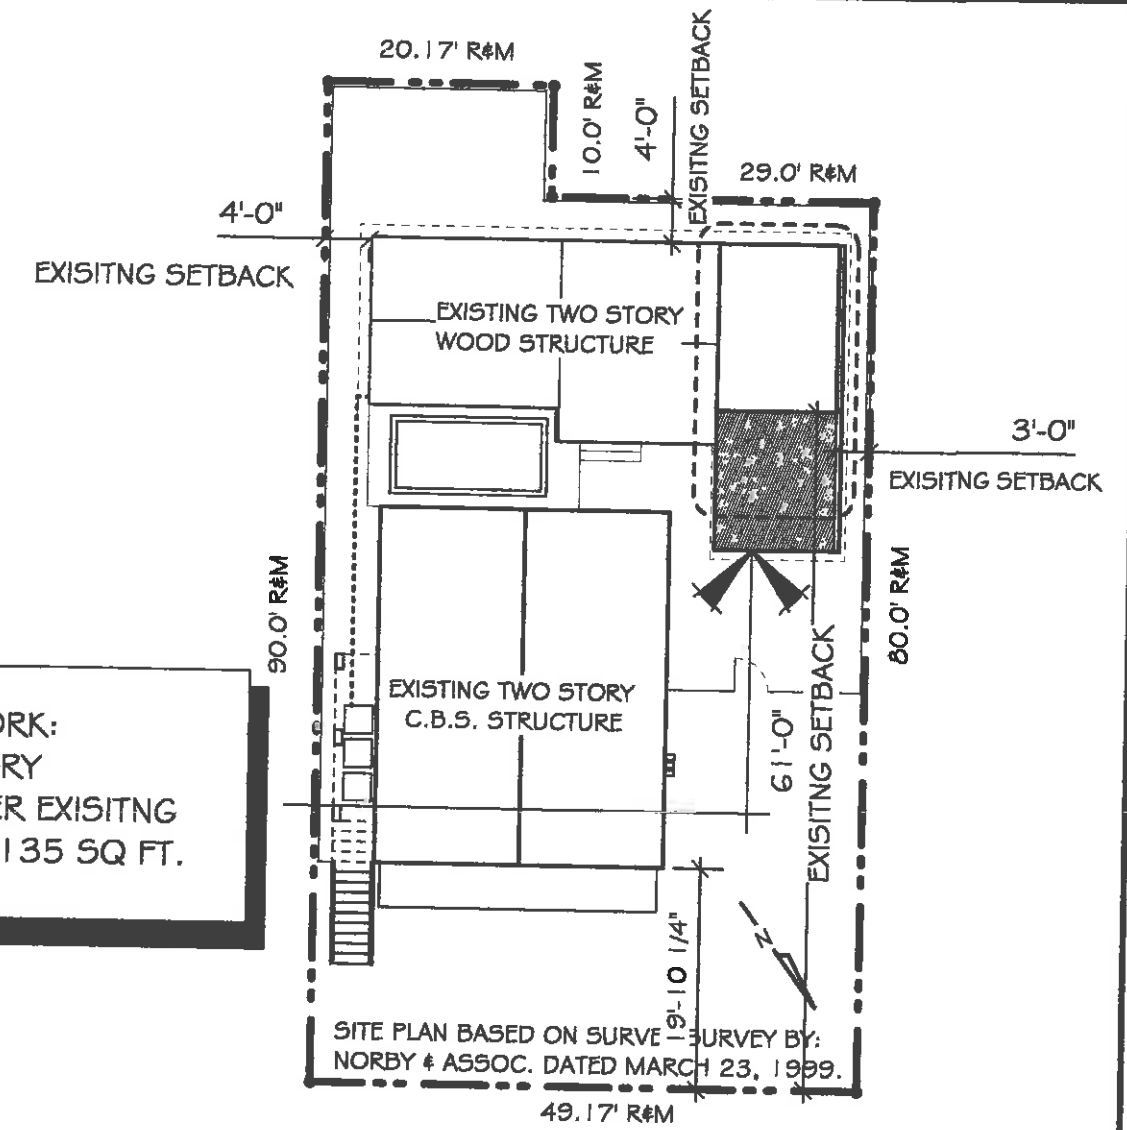 20.17' R&M
10.0' R&M
4'-0"
EXISITNG SETBACK
29.0' R&M
4'-0"
EXISITNG SETBACK
EXISTING TWO STORY
WOOD STRUCTURE
3'-0"
EXISITNG SETBACK
90.0' R&M
80.0' R&M
EXISTING TWO STORY
C.B.S. STRUCTURE
61'-0"
EXISITNG SETBACK
ORK:
RY
ER EXISITNG
135 SQ FT.
19'-10 1/4"
N
SITE PLAN BASED ON SURVE URVEY BY:
NORBY & ASSOC. DATED MARCH 23, 1999.
49.17' R&M